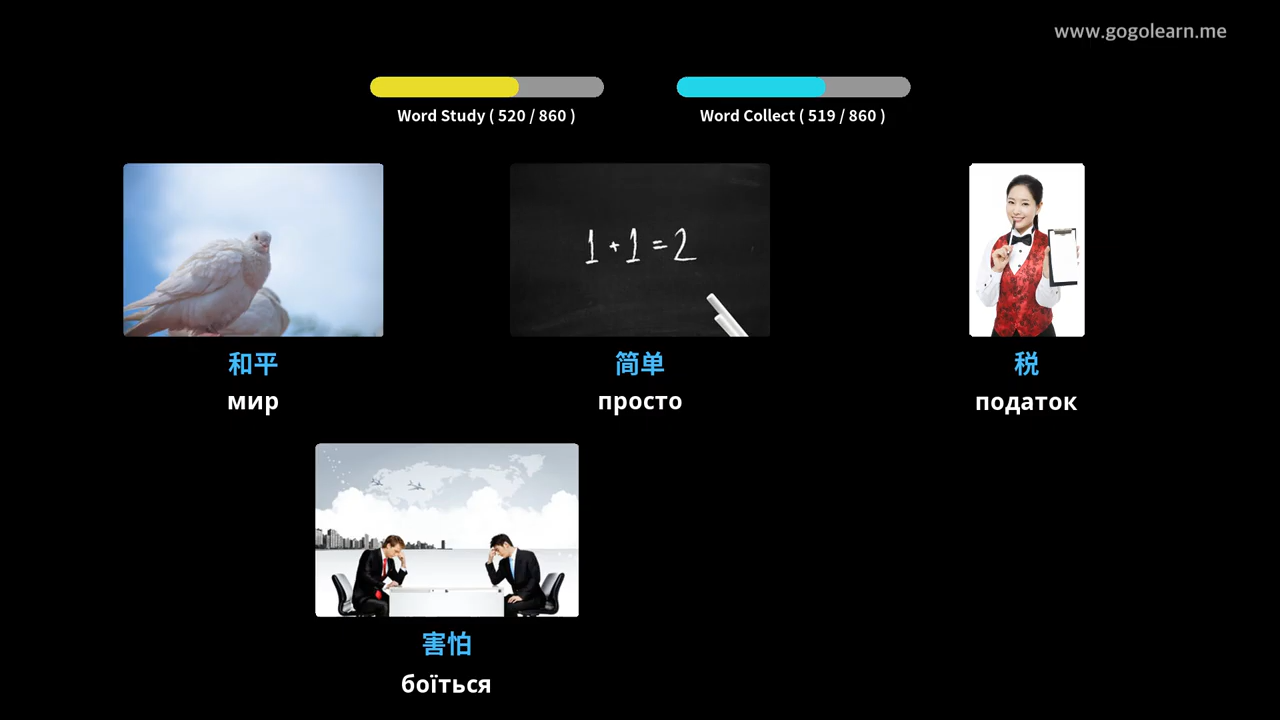 www.gogolearn.me
Word Study ( 520 / 860 )
Word Collect ( 519 / 860 )
1+1=2
和平
мир
简单
просто
税
податок
害怕
боїться